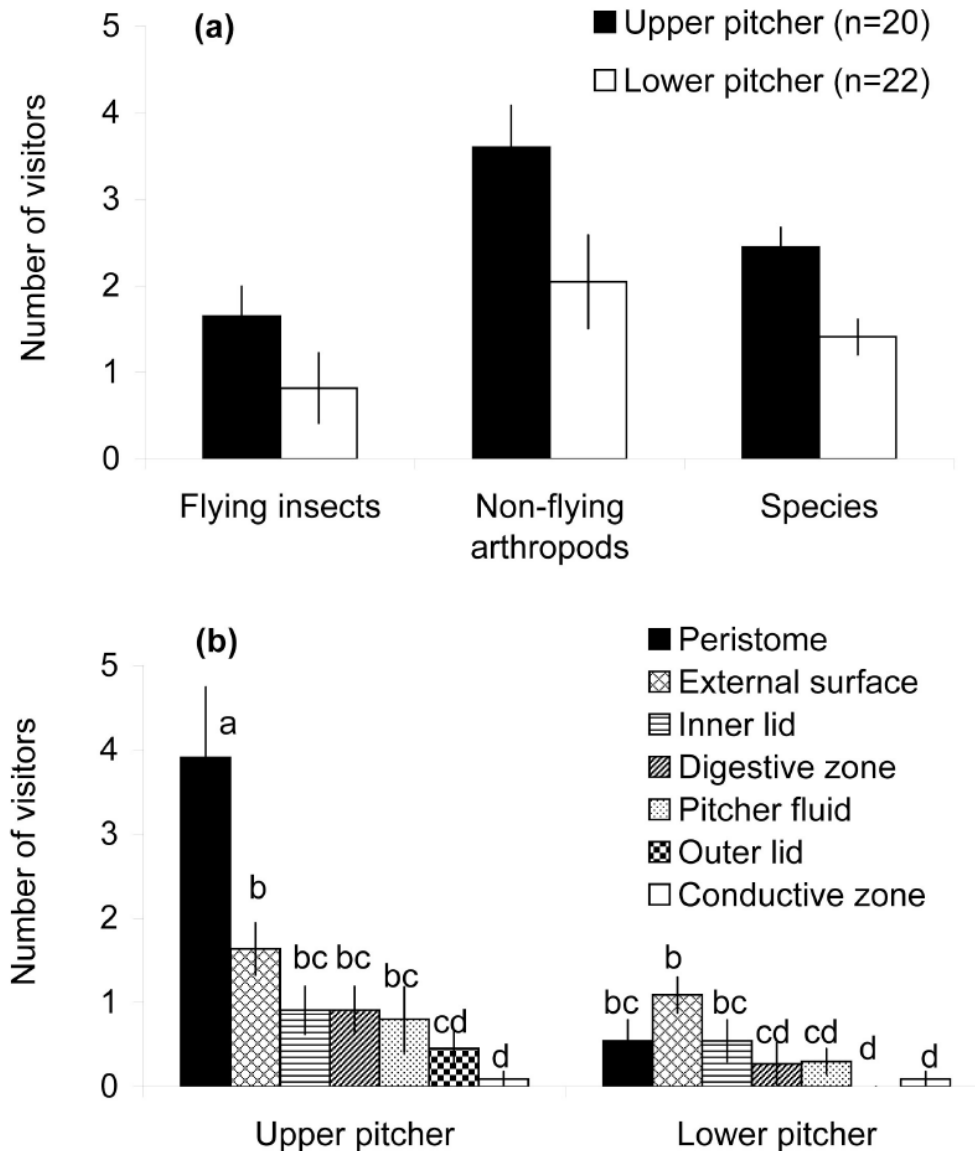 (a)
Upper pitcher (n=20)
Lower pitcher (n=22)
Number of visitors
5
4
3
2
1
0
Flying insects
Non-flying
arthropods
Species
(b)
Peristome
External surface
Inner lid
Digestive zone
Pitcher fluid
Outer lid
Conductive zone
Number of visitors
5
4
3
2
1
0
a
b
bc
bc
bc
cd
d
bc
b
bc
cd
cd
d
d
Upper pitcher
Lower pitcher